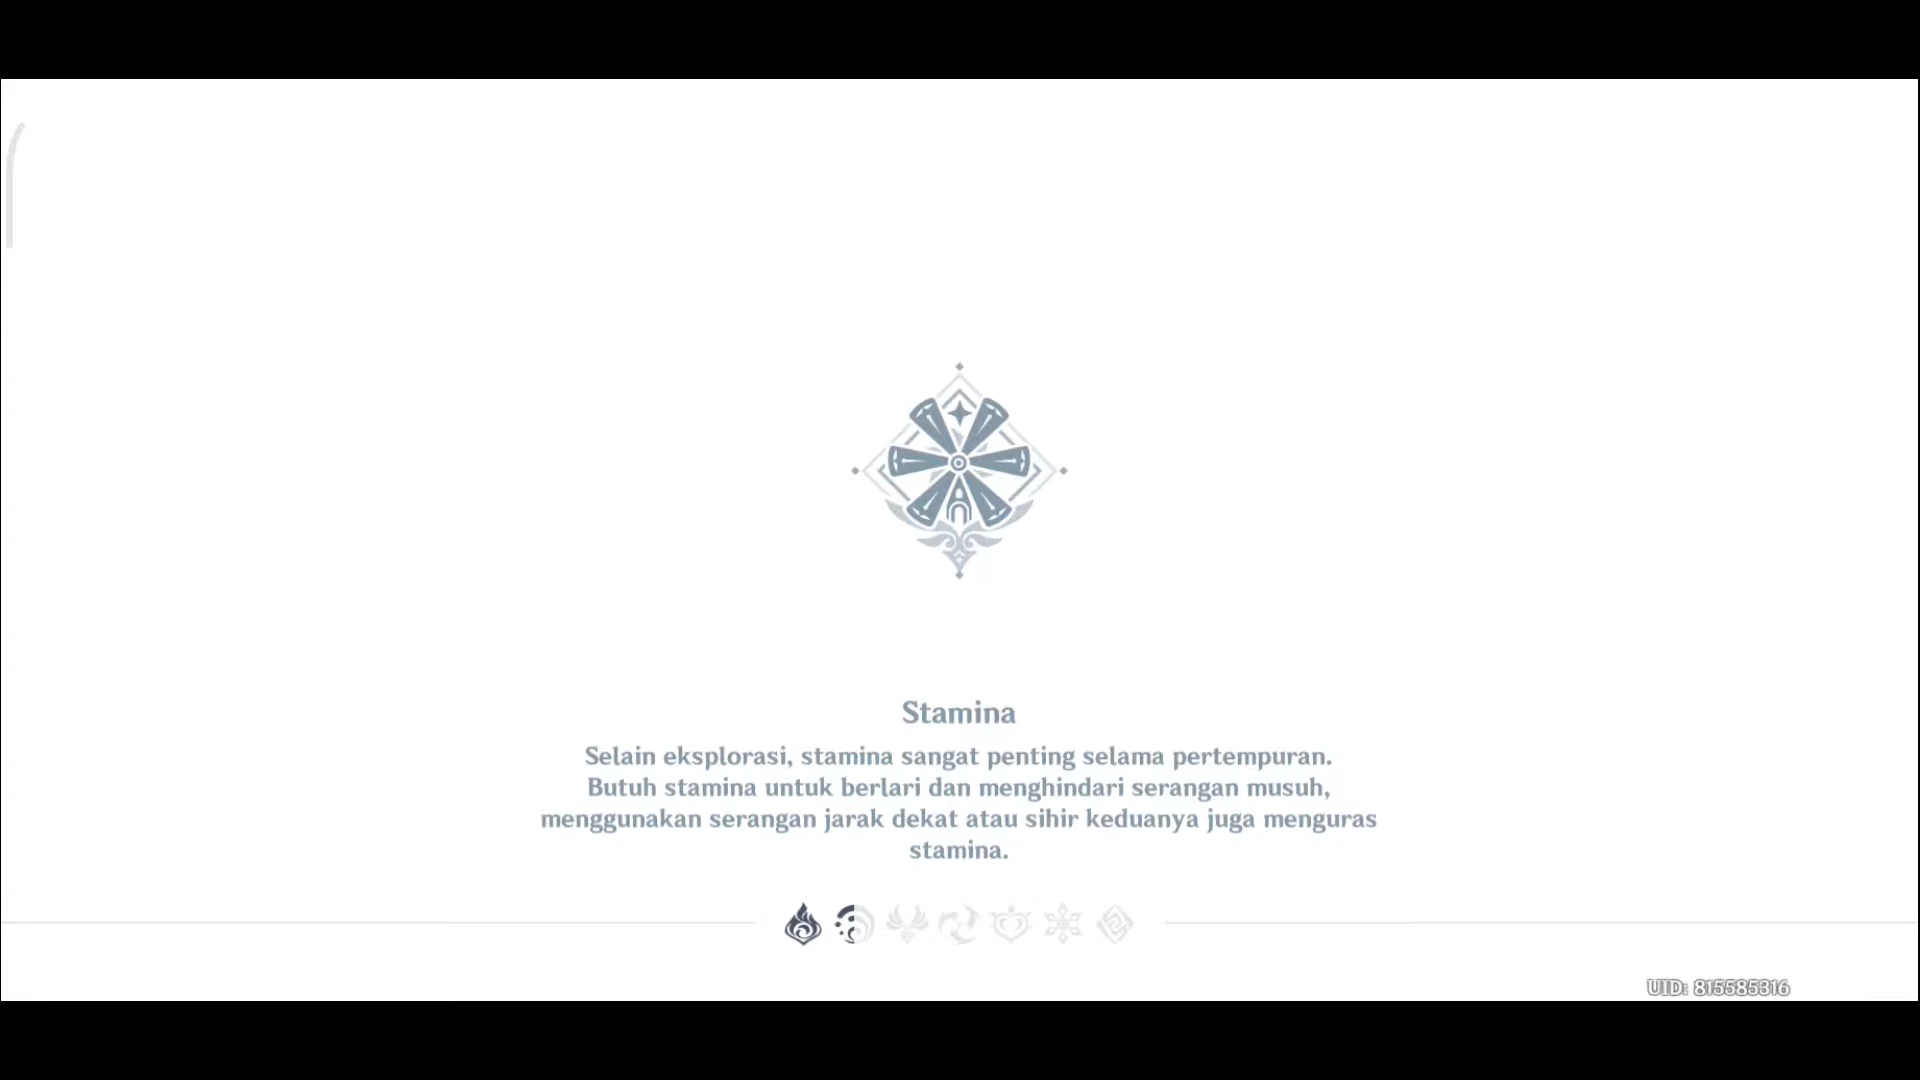 Stamina
Selain eksplorasi, stamina sangat penting selama pertempuran.
Butuh stamina untuk berlari dan menghindari serangan musuh,
menggunakan serangan jarak dekat atau sihir keduanya juga menguras
stamina.
UID: 815585316